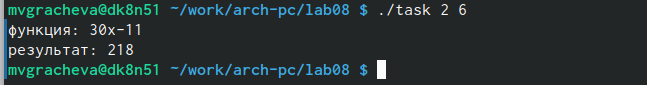 mvgracheva@dk8n51 ~/work/arch-pc/lab08 $ ./task 2 6
функция: 30x-11
результат: 218
mvgracheva@dk8n51 ~/work/arch-pc/lab08 $